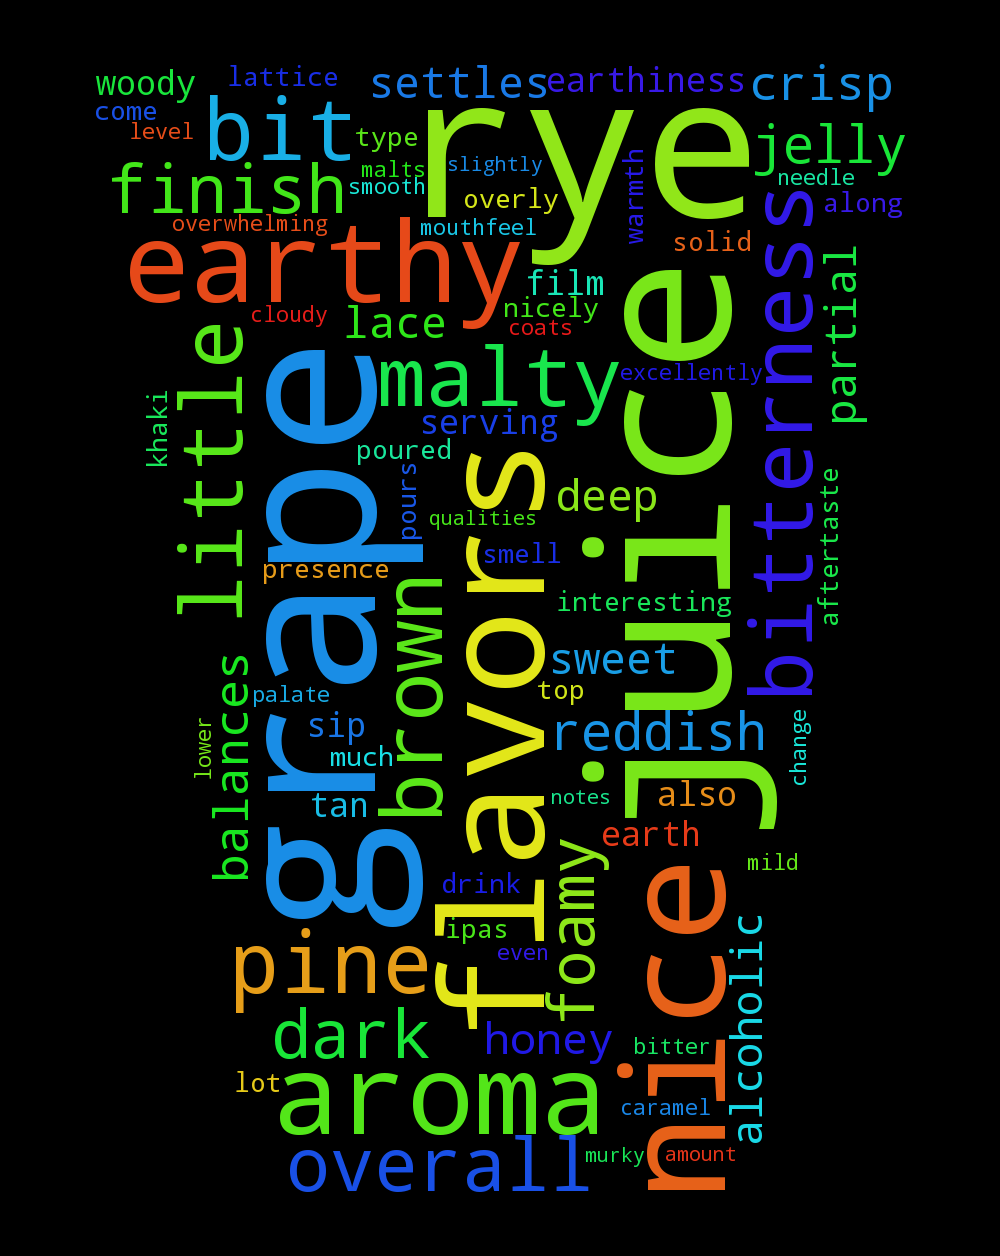 woody
lattice
settles
earthiness
crisp
come
level
bit
type
rye
jelly
finish
malts
smooth
slightly
overly
warmth
needle
along
overwhelming
mouthfeel
solid
bitterness
earthy
film
partial
cloudy
lace
nicely
coats
little
malty
excellently
khaki
grape
serving
juice
poured
pours
flavors
deep
qualities
aftertaste
smell
presence
brown
interesting
sweet
balances
palate
top
lower
sip
much
reddish
change
tan
notes
also
earth
foamy
mild
drink
nice
ipas
even
alcoholic
pine
dark
honey
bitter
lot
aroma
caramel
overall
murky
amount